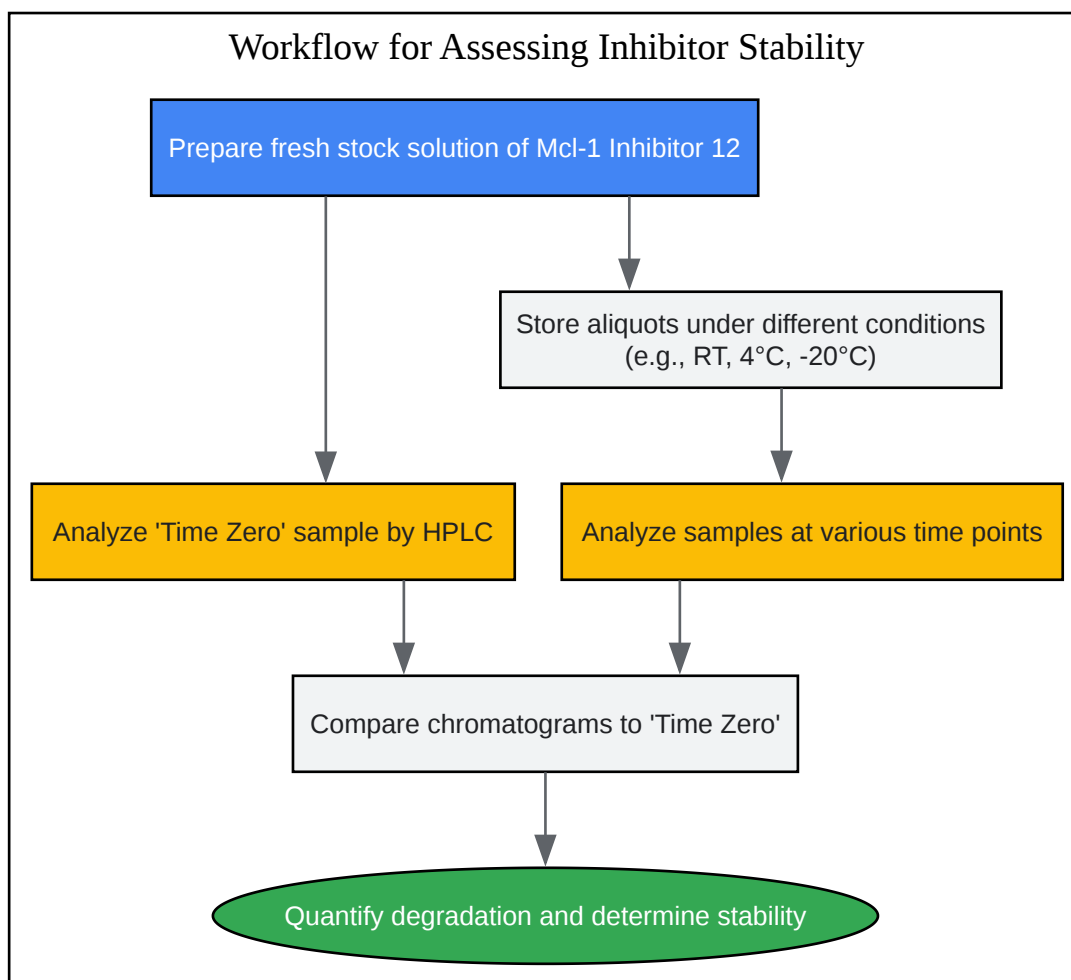 Workflow for Assessing Inhibitor Stability
Prepare fresh stock solution of Mcl-1 Inhibitor 12
Store aliquots under different conditions
(e.g., RT, 4°C, -20°C)
Analyze 'Time Zero' sample by HPLC
Analyze samples at various time points
Compare chromatograms to 'Time Zero'
Quantify degradation and determine stability